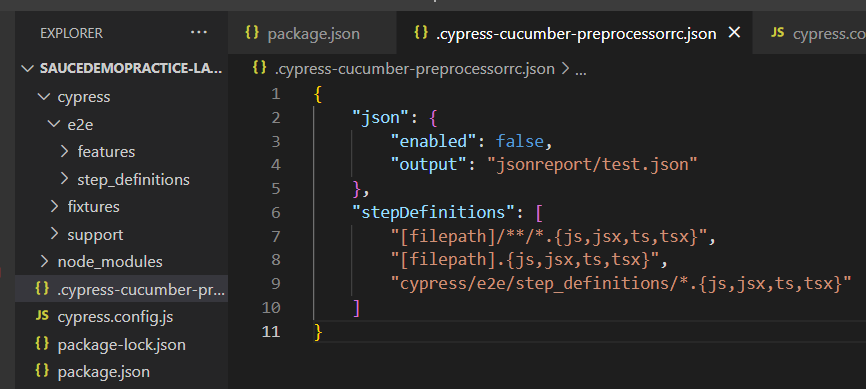 EXPLORER ...
SAUCEDEMOPRACTICE-LA...
cypress
e2e
features
step_definitions
fixtures
support
node_modules
{} .cypress-cucumber-pr...
JS cypress.config.js
{} package-lock.json
{} package.json
{} package.json
{} .cypress-cucumber-preprocessorrc.json ×
JS cypress.co
{} .cypress-cucumber-preprocessorrc.json > ...
1 {
2 "json": {
3 "enabled": false,
4 "output": "jsonreport/test.json"
5 },
6 "stepDefinitions": [
7 "[filepath]/**/*.{js,jsx,ts,tsx}",
8 "[filepath].{js,jsx,ts,tsx}",
9 "cypress/e2e/step_definitions/*.{js,jsx,ts,tsx}"
10 ]
11 }